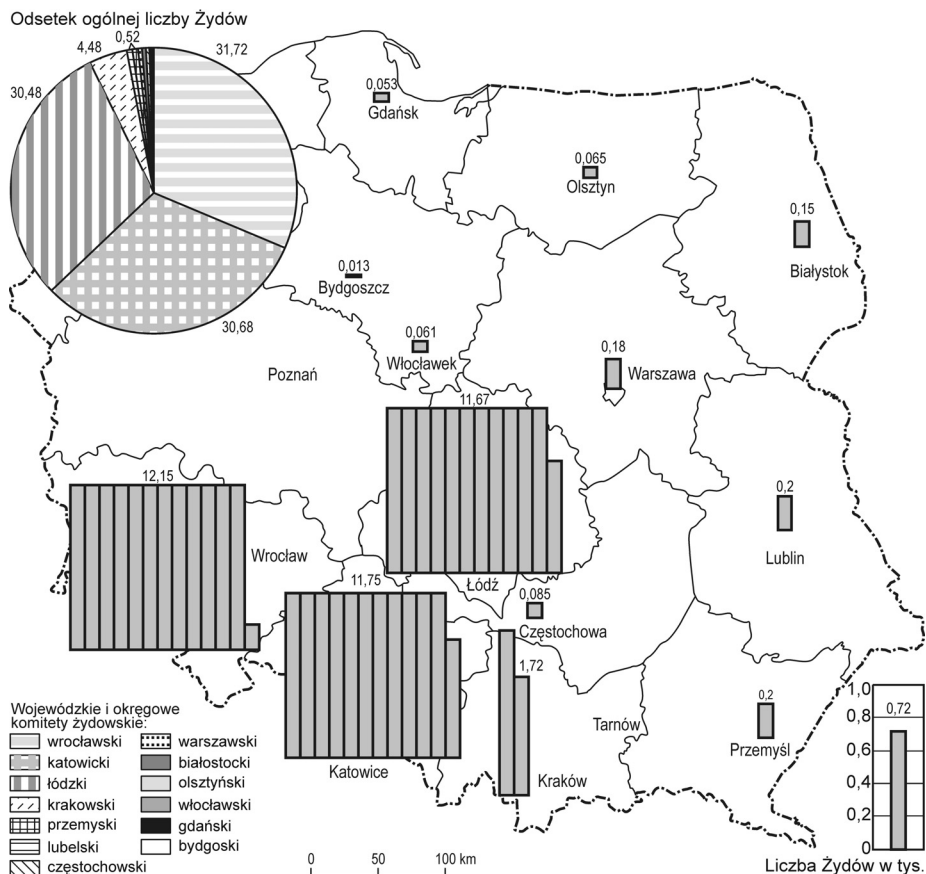 Odsetek ogólnej liczby Żydów
0,52
4,48
31,72
30,48
30,68
0,053
Gdańsk
0,065
Olsztyn
0,15
Białystok
0,013
Bydgoszcz
0,061
Włocławek
Poznań
0,18
Warszawa
11,67
Łódź
12,15
Wrocław
0,2
Lublin
11,75
Katowice
0,085
Częstochowa
1,72
Kraków
Tarnów
0,2
Przemyśl
Wojewódzkie i okręgowe
komitety żydowskie:
wrocławski
katowicki
łódzki
krakowski
przemyski
lubelski
częstochowski
warszawski
białostocki
olsztyński
włocławski
gdański
bydgoski
0 50 100 km
1,0
0,8
0,6
0,4
0,2
0
0,72
Liczba Żydów w tys.